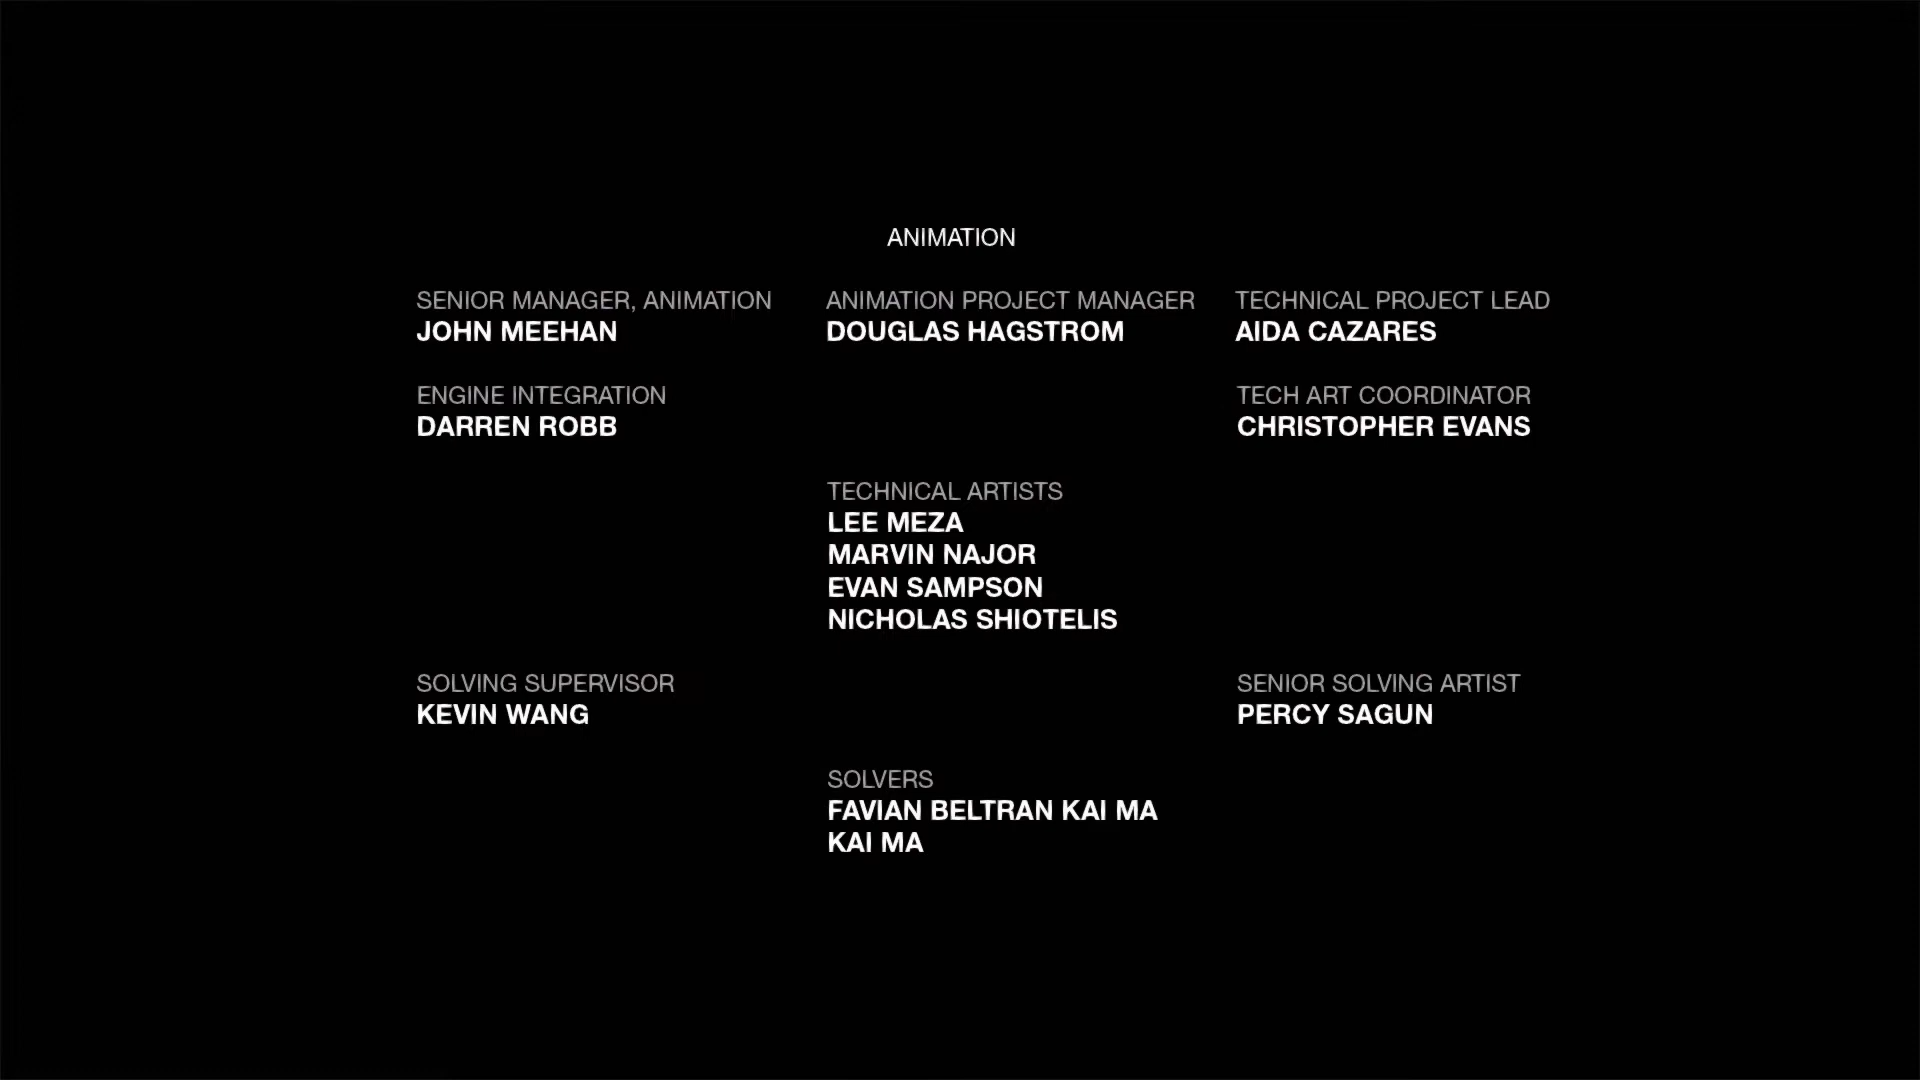 ANIMATION
SENIOR MANAGER, ANIMATION
JOHN MEEHAN
ANIMATION PROJECT MANAGER
DOUGLAS HAGSTROM
TECHNICAL PROJECT LEAD
AIDA CAZARES
ENGINE INTEGRATION
DARREN ROBB
TECH ART COORDINATOR
CHRISTOPHER EVANS
TECHNICAL ARTISTS
LEE MEZA
MARVIN NAJOR
EVAN SAMPSON
NICHOLAS SHIOTELIS
SOLVING SUPERVISOR
KEVIN WANG
SENIOR SOLVING ARTIST
PERCY SAGUN
SOLVERS
FAVIAN BELTRAN KAI MA
KAI MA